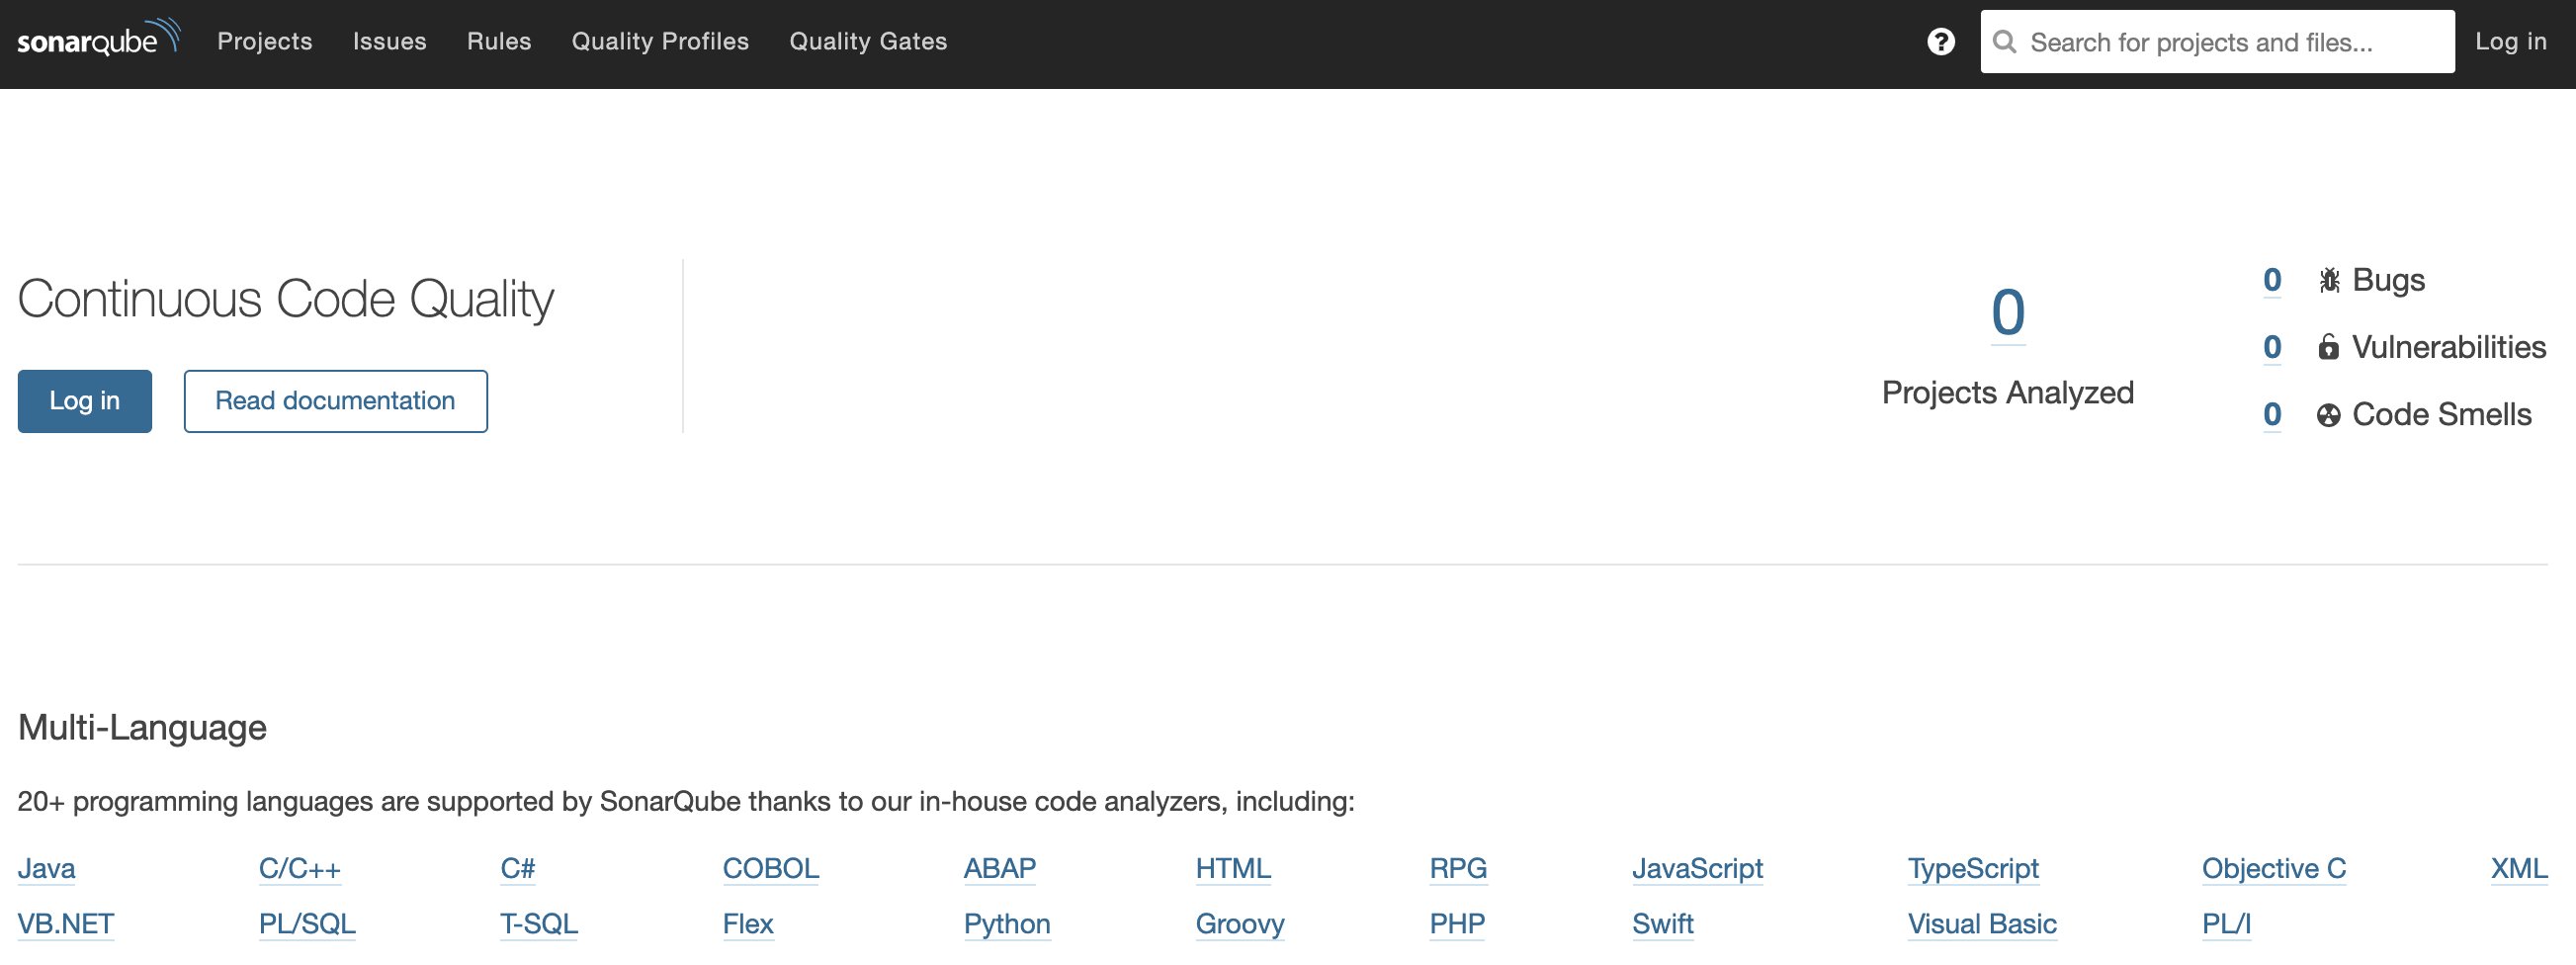 sonarqube Projects Issues Rules Quality Profiles Quality Gates ? Search for projects and files... Log in
Continuous Code Quality
Log in Read documentation
0
Projects Analyzed
0 Bugs
0 Vulnerabilities
0 Code Smells
Multi-Language
20+ programming languages are supported by SonarQube thanks to our in-house code analyzers, including:
Java C/C++ C# COBOL ABAP HTML RPG JavaScript TypeScript Objective C XML
VB.NET PL/SQL T-SQL Flex Python Groovy PHP Swift Visual Basic PL/I